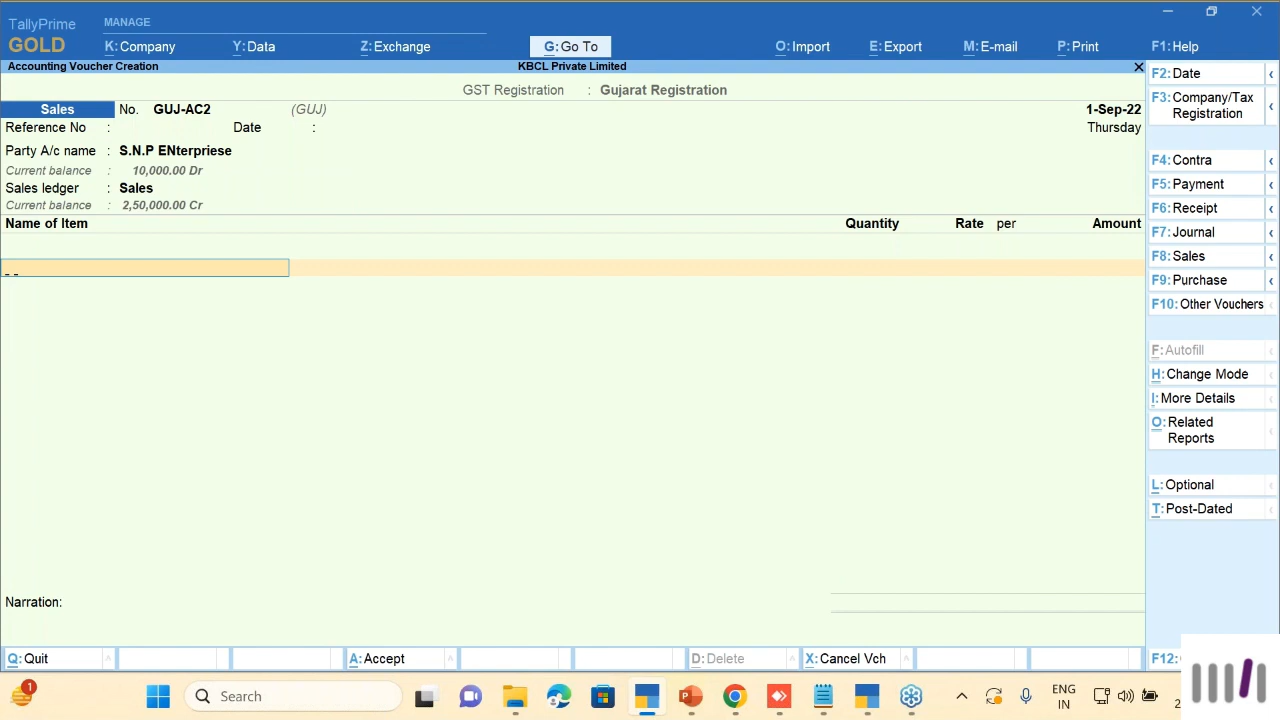 TallyPrime
GOLD
MANAGE
K: Company Y: Data Z: Exchange G: Go To O: Import E: Export M: E-mail P: Print F1: Help
Accounting Voucher Creation KBCL Private Limited
GST Registration : Gujarat Registration
Sales No. GUJ-AC2 (GUJ) 1-Sep-22
Reference No : Date : Thursday
Party A/c name : S.N.P ENterpriese
Current balance : 10,000.00 Dr
Sales ledger : Sales
Current balance : 2,50,000.00 Cr
Name of Item Quantity Rate per Amount
Narration:
F2: Date
F3: Company/Tax
Registration
F4: Contra
F5: Payment
F6: Receipt
F7: Journal
F8: Sales
F9: Purchase
F10: Other Vouchers
F: Autofill
H: Change Mode
I: More Details
O: Related
Reports
L: Optional
T: Post-Dated
Q: Quit A: Accept D: Delete X: Cancel Vch F12:
1 Search ENG
IN